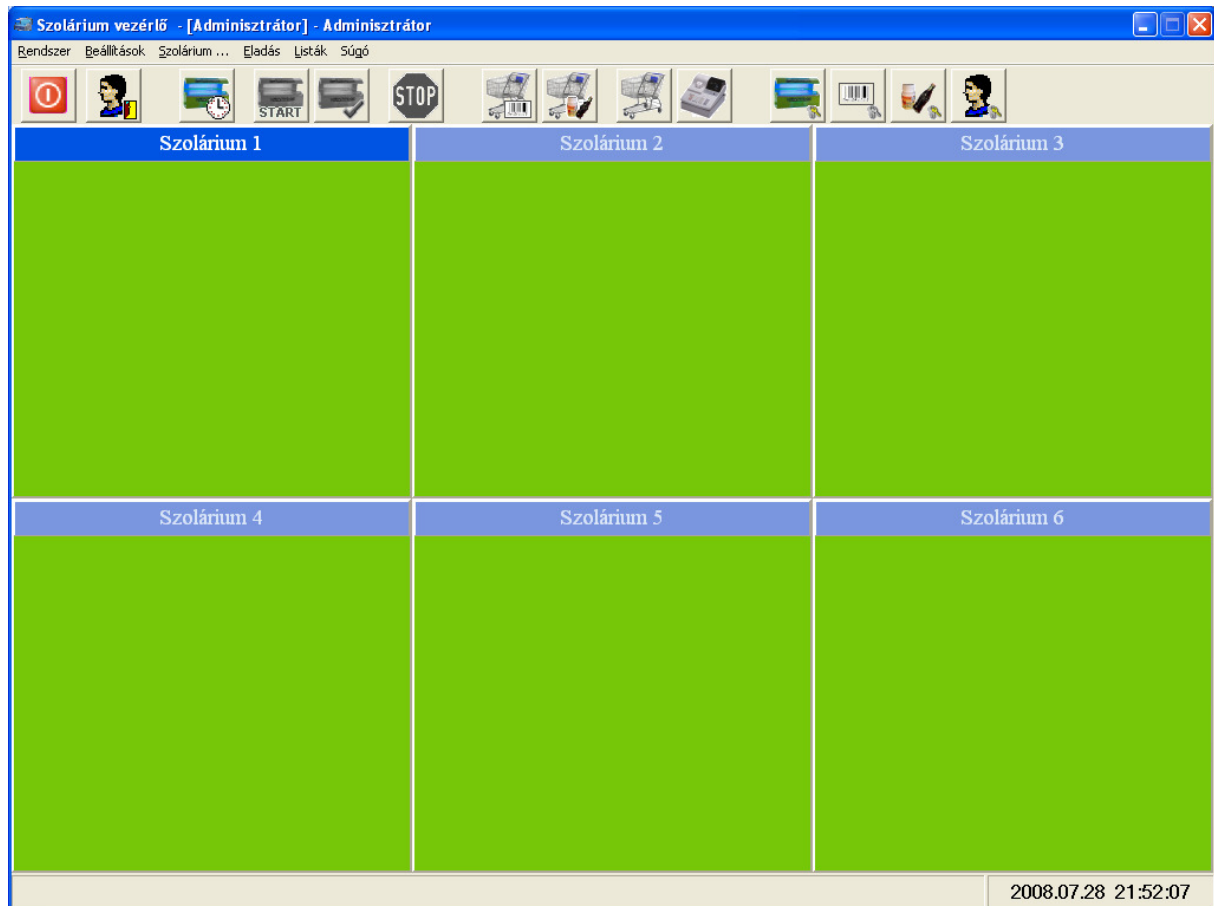 Szolárium vezérlő - [Adminisztrátor] - Adminisztrátor
Rendszer Beállítások Szolárium ... Eladás Listák Súgó
START STOP
Szolárium 1 Szolárium 2 Szolárium 3
Szolárium 4 Szolárium 5 Szolárium 6
2008.07.28 21:52:07